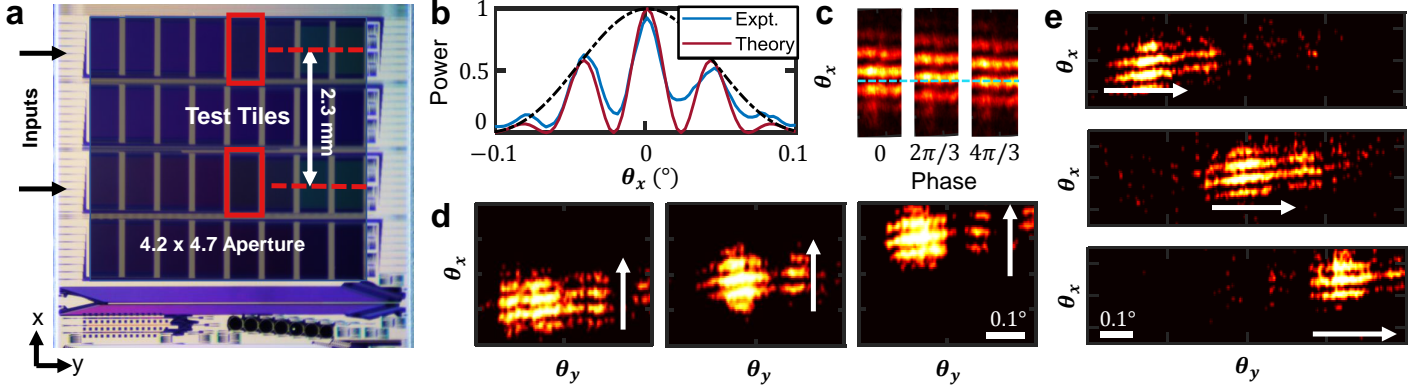 a
Inputs
Test Tiles
2.3 mm
4.2 x 4.7 Aperture
x
y
b
Power
1
0.5
0
Expt.
Theory
−0.1
0
0.1
θx (°)
c
θx
0
2π/3
4π/3
Phase
d
θx
θy
θy
θy
0.1°
e
θx
θx
θx
0.1°
θy